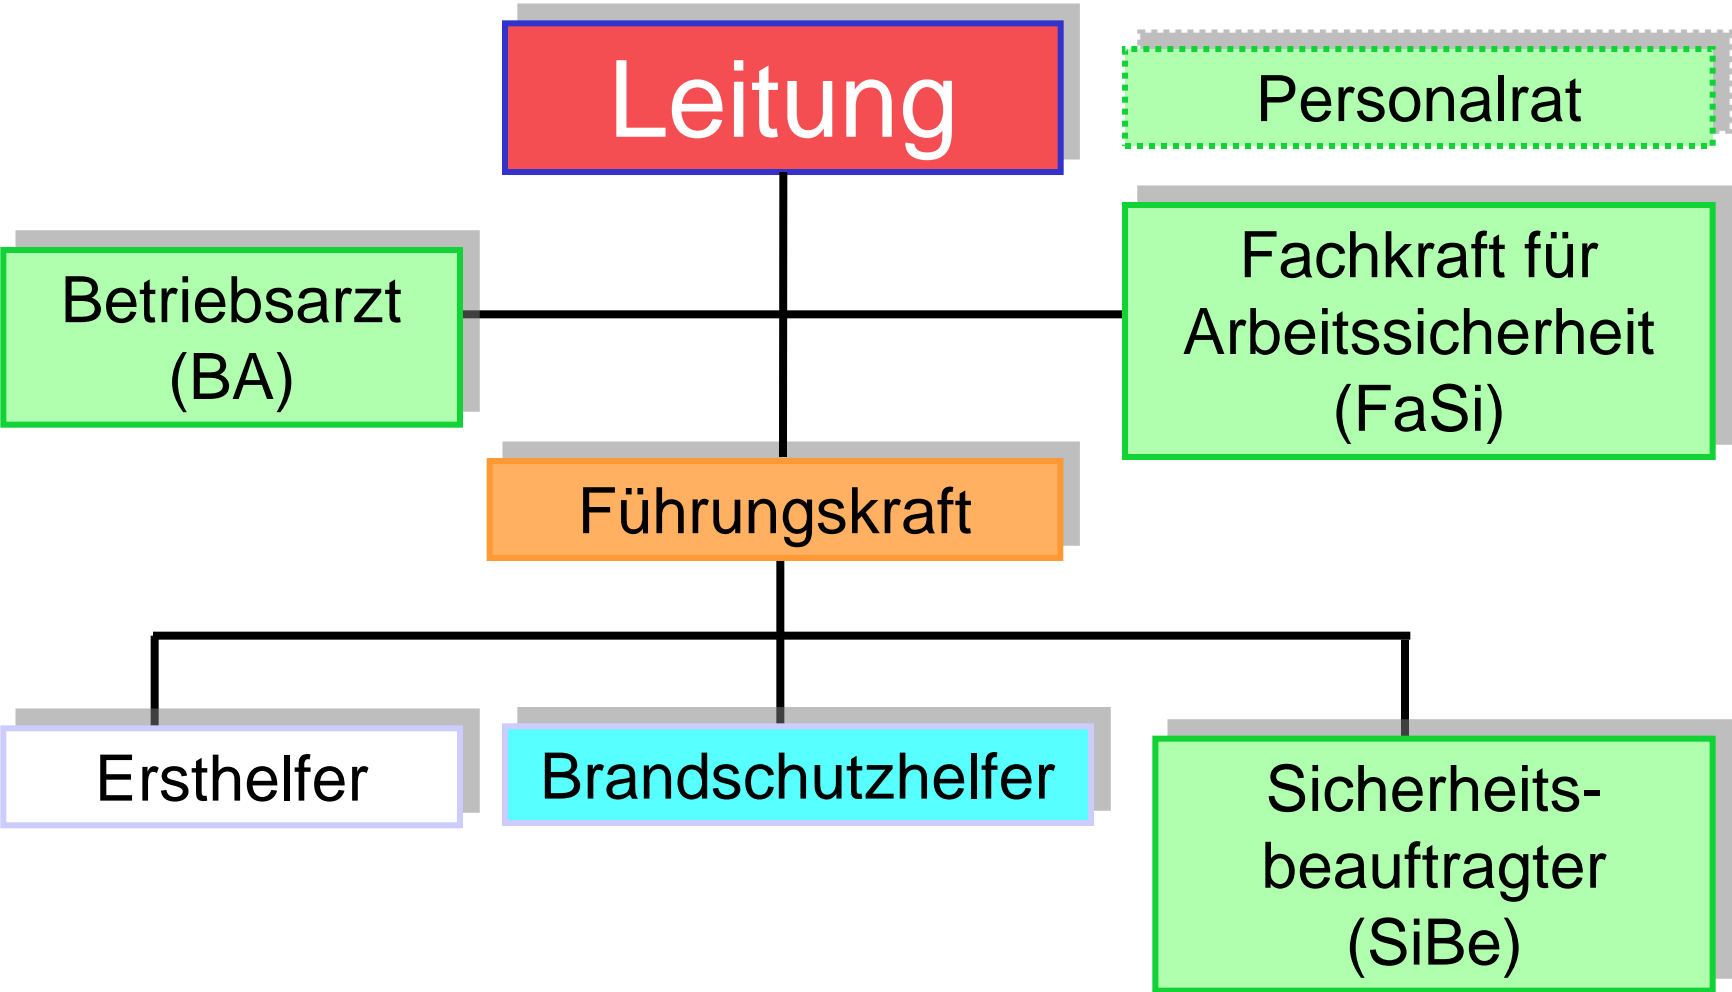 Leitung
Personalrat
Betriebsarzt
(BA)
Fachkraft für
Arbeitssicherheit
(FaSi)
Führungskraft
Ersthelfer
Brandschutzhelfer
Sicherheits-
beauftragter
(SiBe)